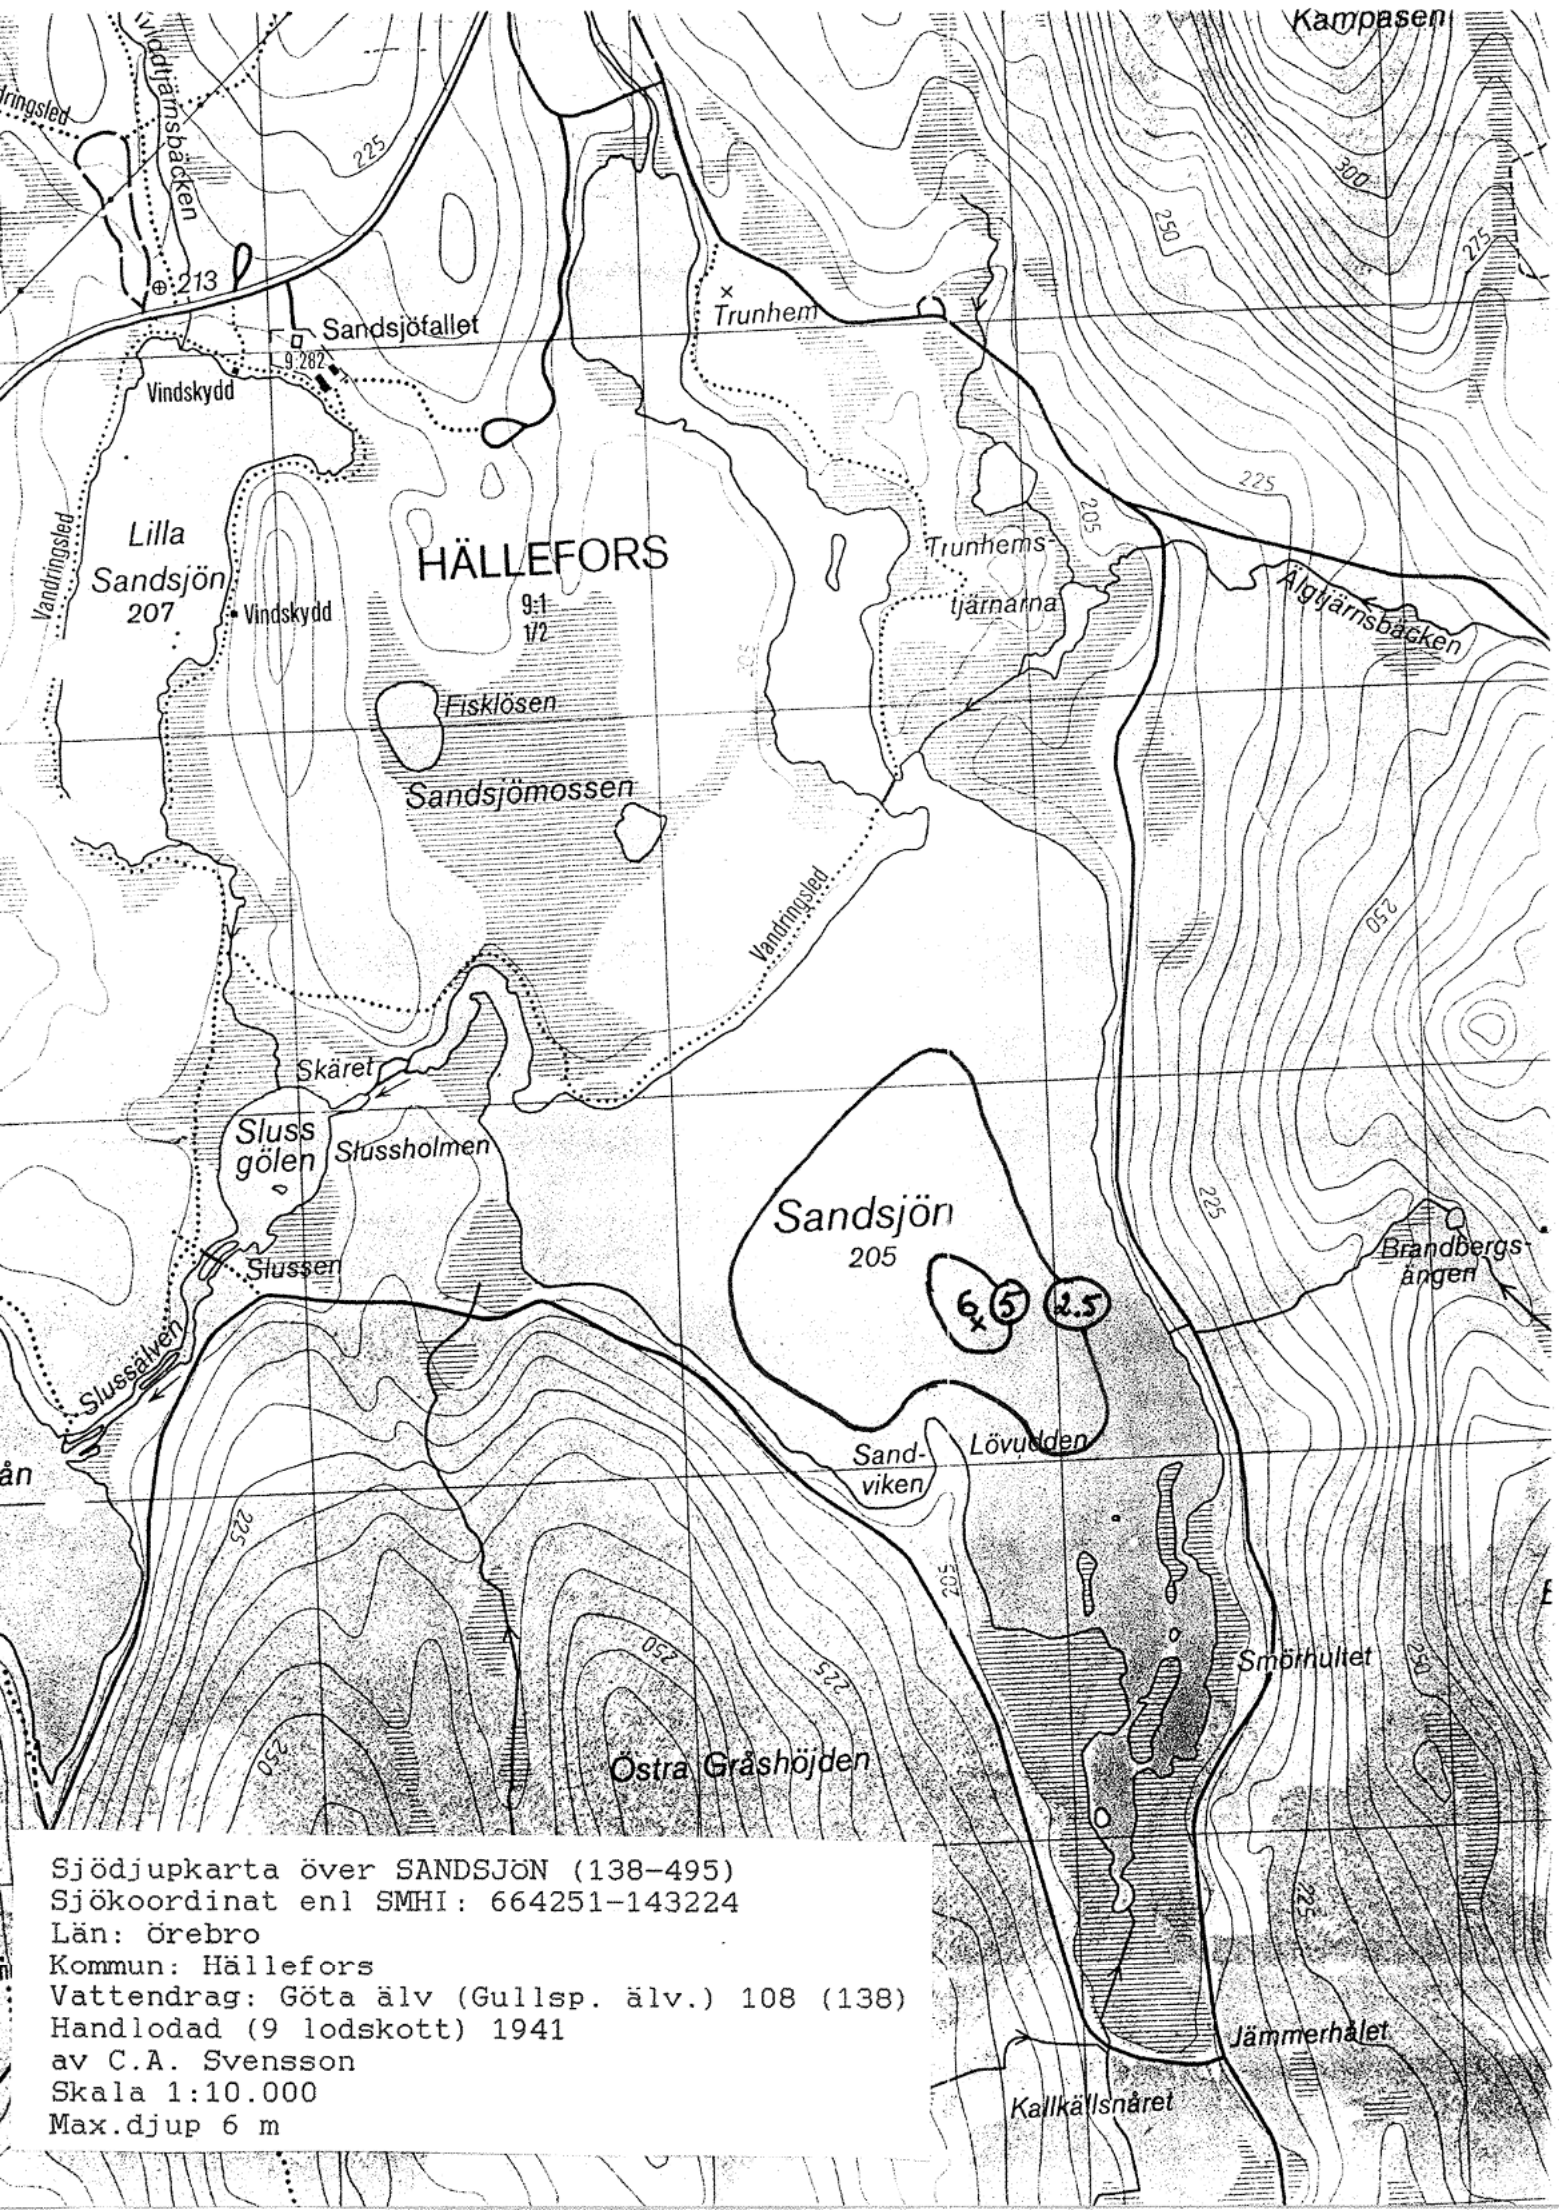 Kampåsen
Vandringsled
225
300
250
275
213
Trunhem
Sandsjöfallet
9:282
Vindskydd
225
205
Lilla
Sandsjön
207
Vandringsled
Vindskydd
HÄLLEFORS
9:1
1/2
Trunhems-
tjärnarna
Älgtjärnsbäcken
205
Fisklösen
Sandsjömossen
Vandringsled
250
Skäret
Sluss
gölen
Slussholmen
225
Sandsjön
205
Brandbergs-
ängen
Slussen
6
5
2.5
Slussälven
Lövudden
Sand-
viken
ån
225
205
250
225
Smörhultet
250
250
Östra Gråshöjden
225
Sjödjupkarta över SANDSJöN (138-495)
Sjökoordinat enl SMHI: 664251-143224
Län: örebro
Kommun: Hällefors
Vattendrag: Göta älv (Gullsp. älv.) 108 (138)
Handlodad (9 lodskott) 1941
av C.A. Svensson
Skala 1:10.000
Max.djup 6 m
Jämmerhålet
Kallkällsnåret